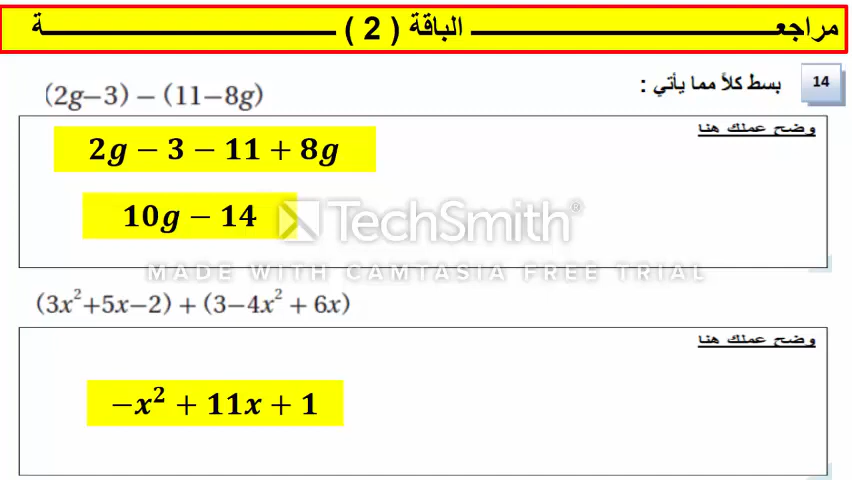 مراجعــــــــــــــــــــــــــــــــ الباقة ( 2 ) ــــــــــــــــــــــــــــــــة
14 بسط كلاً مما يأتي :
(2g−3) − (11−8g)
وضح عملك هنا
2g − 3 − 11 + 8g
10g − 14
TechSmith®
MADE WITH CAMTASIA FREE TRIAL
(3x²+5x−2) + (3−4x² + 6x)
وضح عملك هنا
−x² + 11x + 1